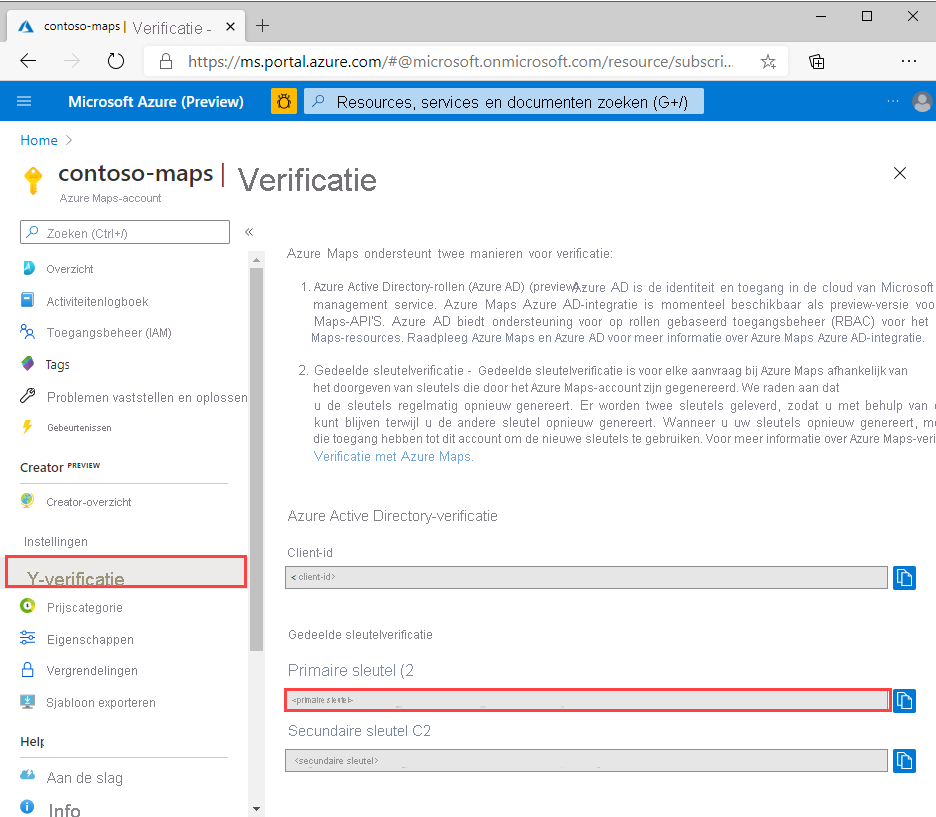 contoso-maps | Verificatie -
https://ms.portal.azure.com/#@microsoft.onmicrosoft.com/resource/subscri...
Microsoft Azure (Preview)
Resources, services en documenten zoeken (G+/)
Home
contoso-maps | Verificatie
Azure Maps-account
Zoeken (Ctrl+/)
Overzicht
Activiteitenlogboek
Toegangsbeheer (IAM)
Tags
Problemen vaststellen en oplossen
Gebeurtenissen
Creator PREVIEW
Creator-overzicht
Instellingen
Y-verificatie
Prijscategorie
Eigenschappen
Vergrendelingen
Sjabloon exporteren
Help
Aan de slag
Info
Azure Maps ondersteunt twee manieren voor verificatie:
1. Azure Active Directory-rollen (Azure AD) (preview) Azure AD is de identiteit en toegang in de cloud van Microsoft
management service. Azure Maps Azure AD-integratie is momenteel beschikbaar als preview-versie voo
Maps-API'S. Azure AD biedt ondersteuning voor op rollen gebaseerd toegangsbeheer (RBAC) voor het
Maps-resources. Raadpleeg Azure Maps en Azure AD voor meer informatie over Azure Maps Azure AD-integratie.
2. Gedeelde sleutelverificatie - Gedeelde sleutelverificatie is voor elke aanvraag bij Azure Maps afhankelijk van
het doorgeven van sleutels die door het Azure Maps-account zijn gegenereerd. We raden aan dat
u de sleutels regelmatig opnieuw genereert. Er worden twee sleutels geleverd, zodat u met behulp van
kunt blijven terwijl u de andere sleutel opnieuw genereert. Wanneer u uw sleutels opnieuw genereert, mo
die toegang hebben tot dit account om de nieuwe sleutels te gebruiken. Voor meer informatie over Azure Maps-veri
Verificatie met Azure Maps.
Azure Active Directory-verificatie
Client-id
< client-id>
Gedeelde sleutelverificatie
Primaire sleutel (2
<primaire sleutel>
Secundaire sleutel C2
<secundaire sleutel>